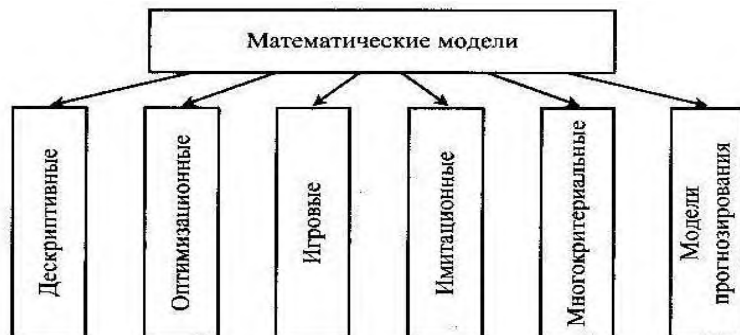 Математические модели
Дескриптивные
Оптимизационные
Игровые
Имитационные
Многокритериальные
Модели
прогнозирования